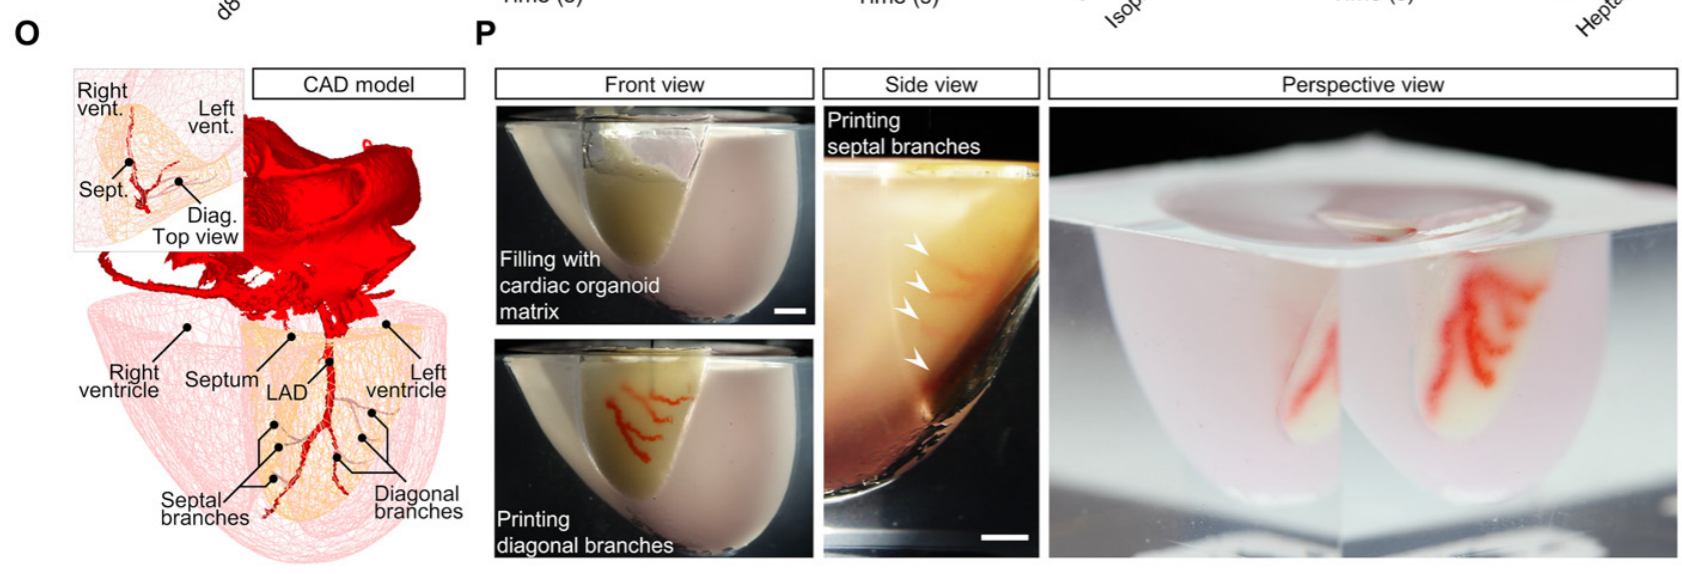 O
P
CAD model
Right
vent.
Left
vent.
Sept.
Diag.
Top view
Right
ventricle
Septum
LAD
Left
ventricle
Septal
branches
Diagonal
branches
Front view
Filling with
cardiac organoid
matrix
Printing
diagonal branches
Side view
Printing
septal branches
Perspective view